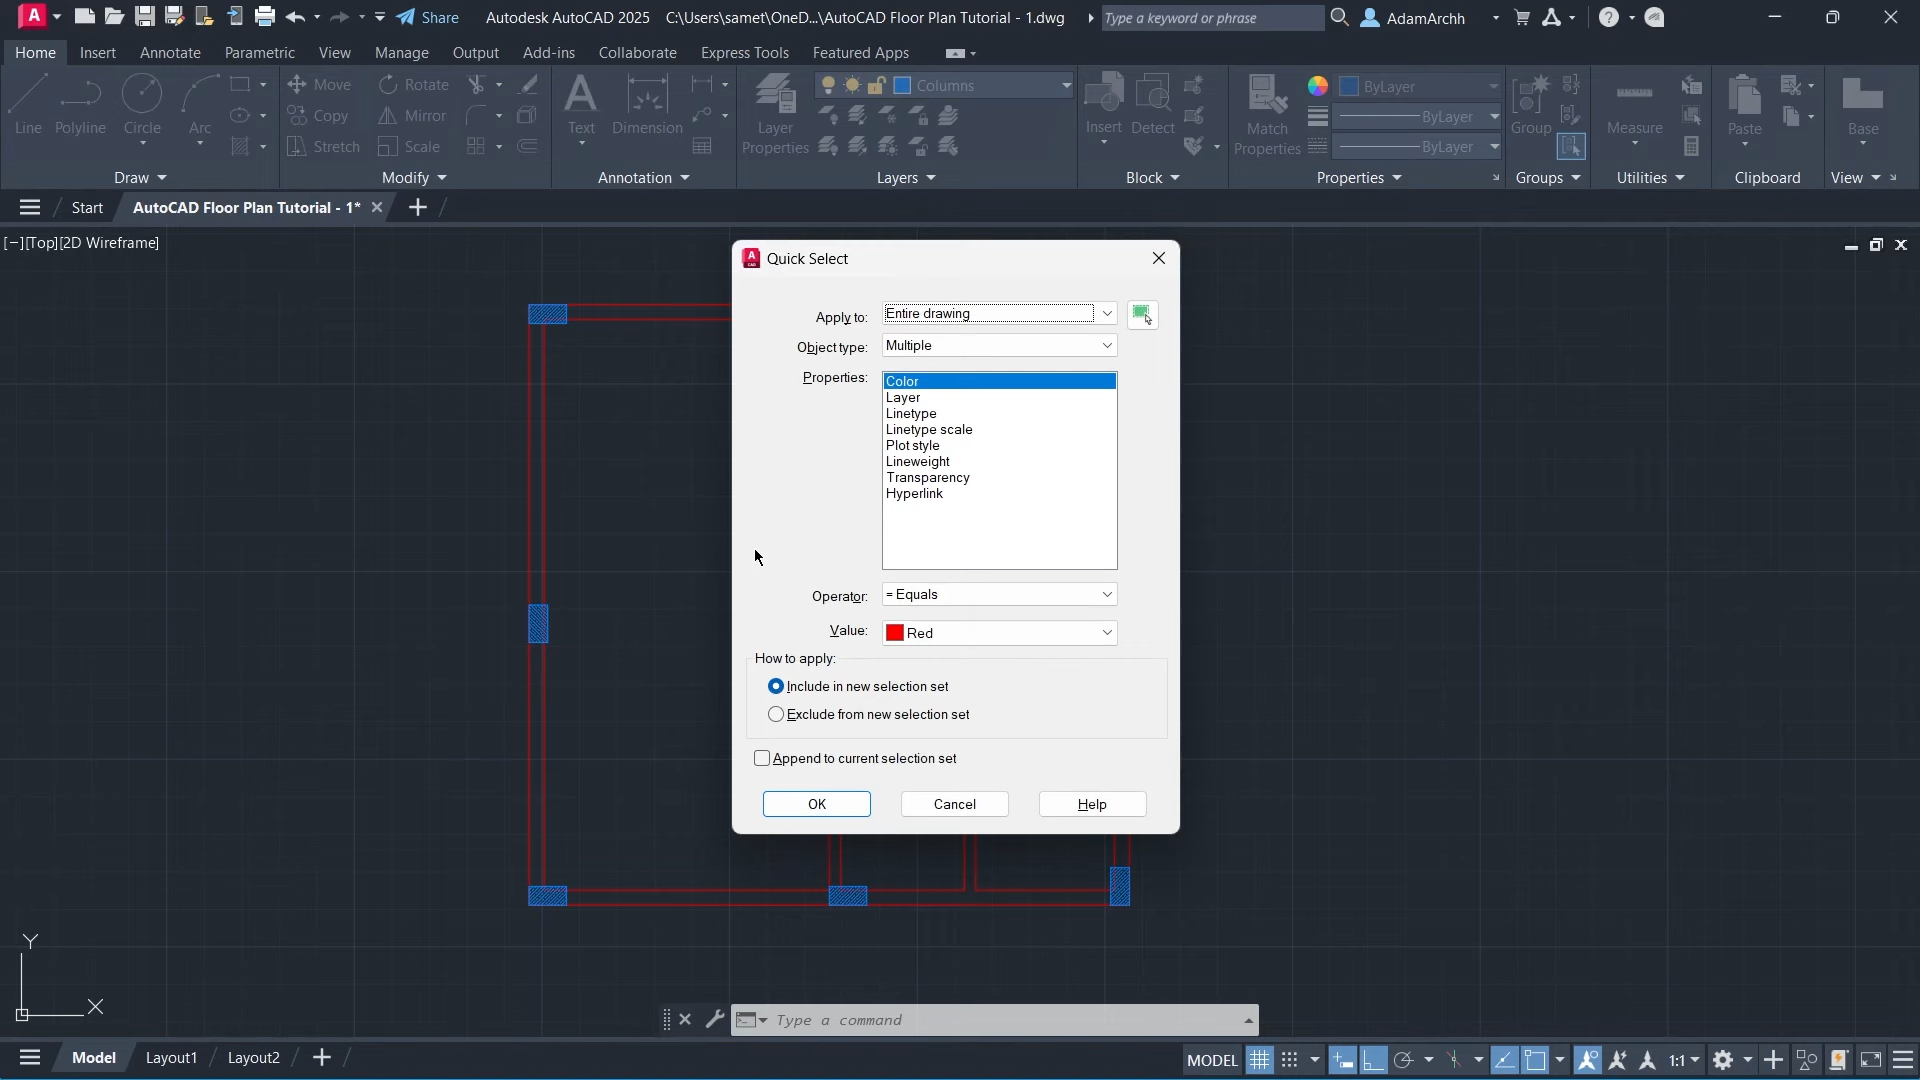 A CAD Share Autodesk AutoCAD 2025 C:\Users\samet\OneD...\AutoCAD Floor Plan Tutorial - 1.dwg Type a keyword or phrase AdamArchh
Home Insert Annotate Parametric View Manage Output Add-ins Collaborate Express Tools Featured Apps
Move Rotate Columns ByLayer
Copy Mirror ByLayer
Line Polyline Circle Arc Text Dimension Layer Properties Insert Detect Match Properties Group Measure Paste Base
Stretch Scale ByLayer
Draw Modify Annotation Layers Block Properties Groups Utilities Clipboard View
Start AutoCAD Floor Plan Tutorial - 1*
[−][Top][2D Wireframe]
Quick Select
Apply to: Entire drawing
Object type: Multiple
Properties: Color
Layer
Linetype
Linetype scale
Plot style
Lineweight
Transparency
Hyperlink
Operator: = Equals
Value: Red
How to apply:
Include in new selection set
Exclude from new selection set
Append to current selection set
OK Cancel Help
Y
X
Type a command
Model Layout1 Layout2 MODEL 1:1